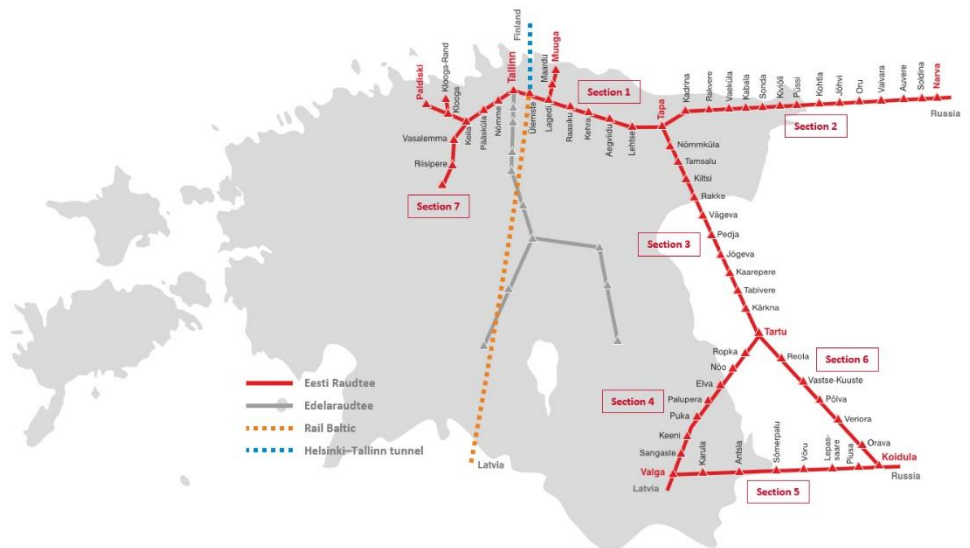 Finland
Paldiski
Klooga-Rand
Klooga
Tallinn
Maardu
Muuga
Section 1
Keila
Pääsküla
Nõmme
Ülemiste
Lagedi
Raasiku
Kehra
Aegviidu
Lehtse
Tapa
Kadrina
Rakvere
Vaeküla
Kabala
Sonda
Kiviõli
Püssi
Kohtla
Jõhvi
Oru
Vaivara
Auvere
Soldina
Narva
Russia
Section 2
Vasalemma
Riisipere
Section 7
Nõmmküla
Tamsalu
Kiltsi
Rakke
Vägeva
Section 3
Pedja
Jõgeva
Kaarepere
Tabivere
Kärkna
Tartu
Ropka
Nõo
Elva
Section 4
Palupera
Puka
Keeni
Sangaste
Reola
Section 6
Vastse-Kuuste
Põlva
Veriora
Orava
Koidula
Russia
Valga
Latvia
Karula
Antsla
Sõmerpalu
Võru
Lepas-
saare
Piusa
Section 5
Eesti Raudtee
Edelaraudtee
Rail Baltic
Helsinki–Tallinn tunnel
Latvia